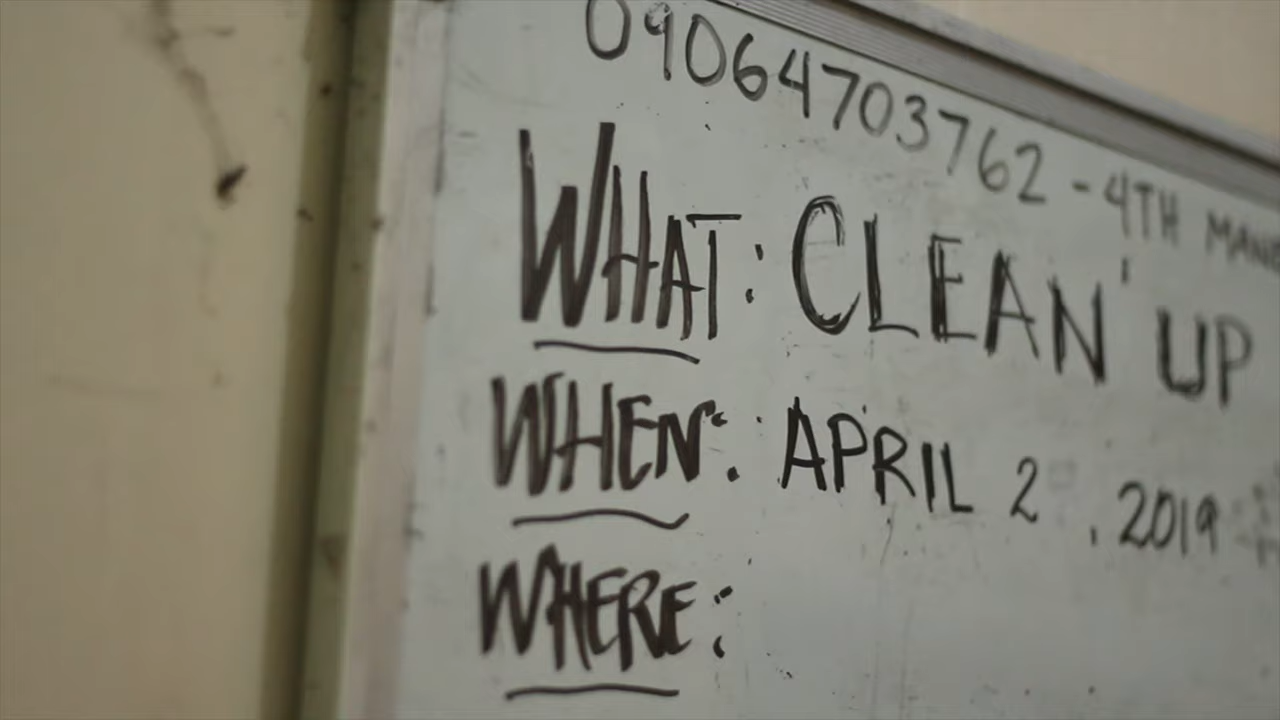 09064703762 - 4TH
WHAT: CLEAN UP
WHEN: APRIL 2, 2019
WHERE: